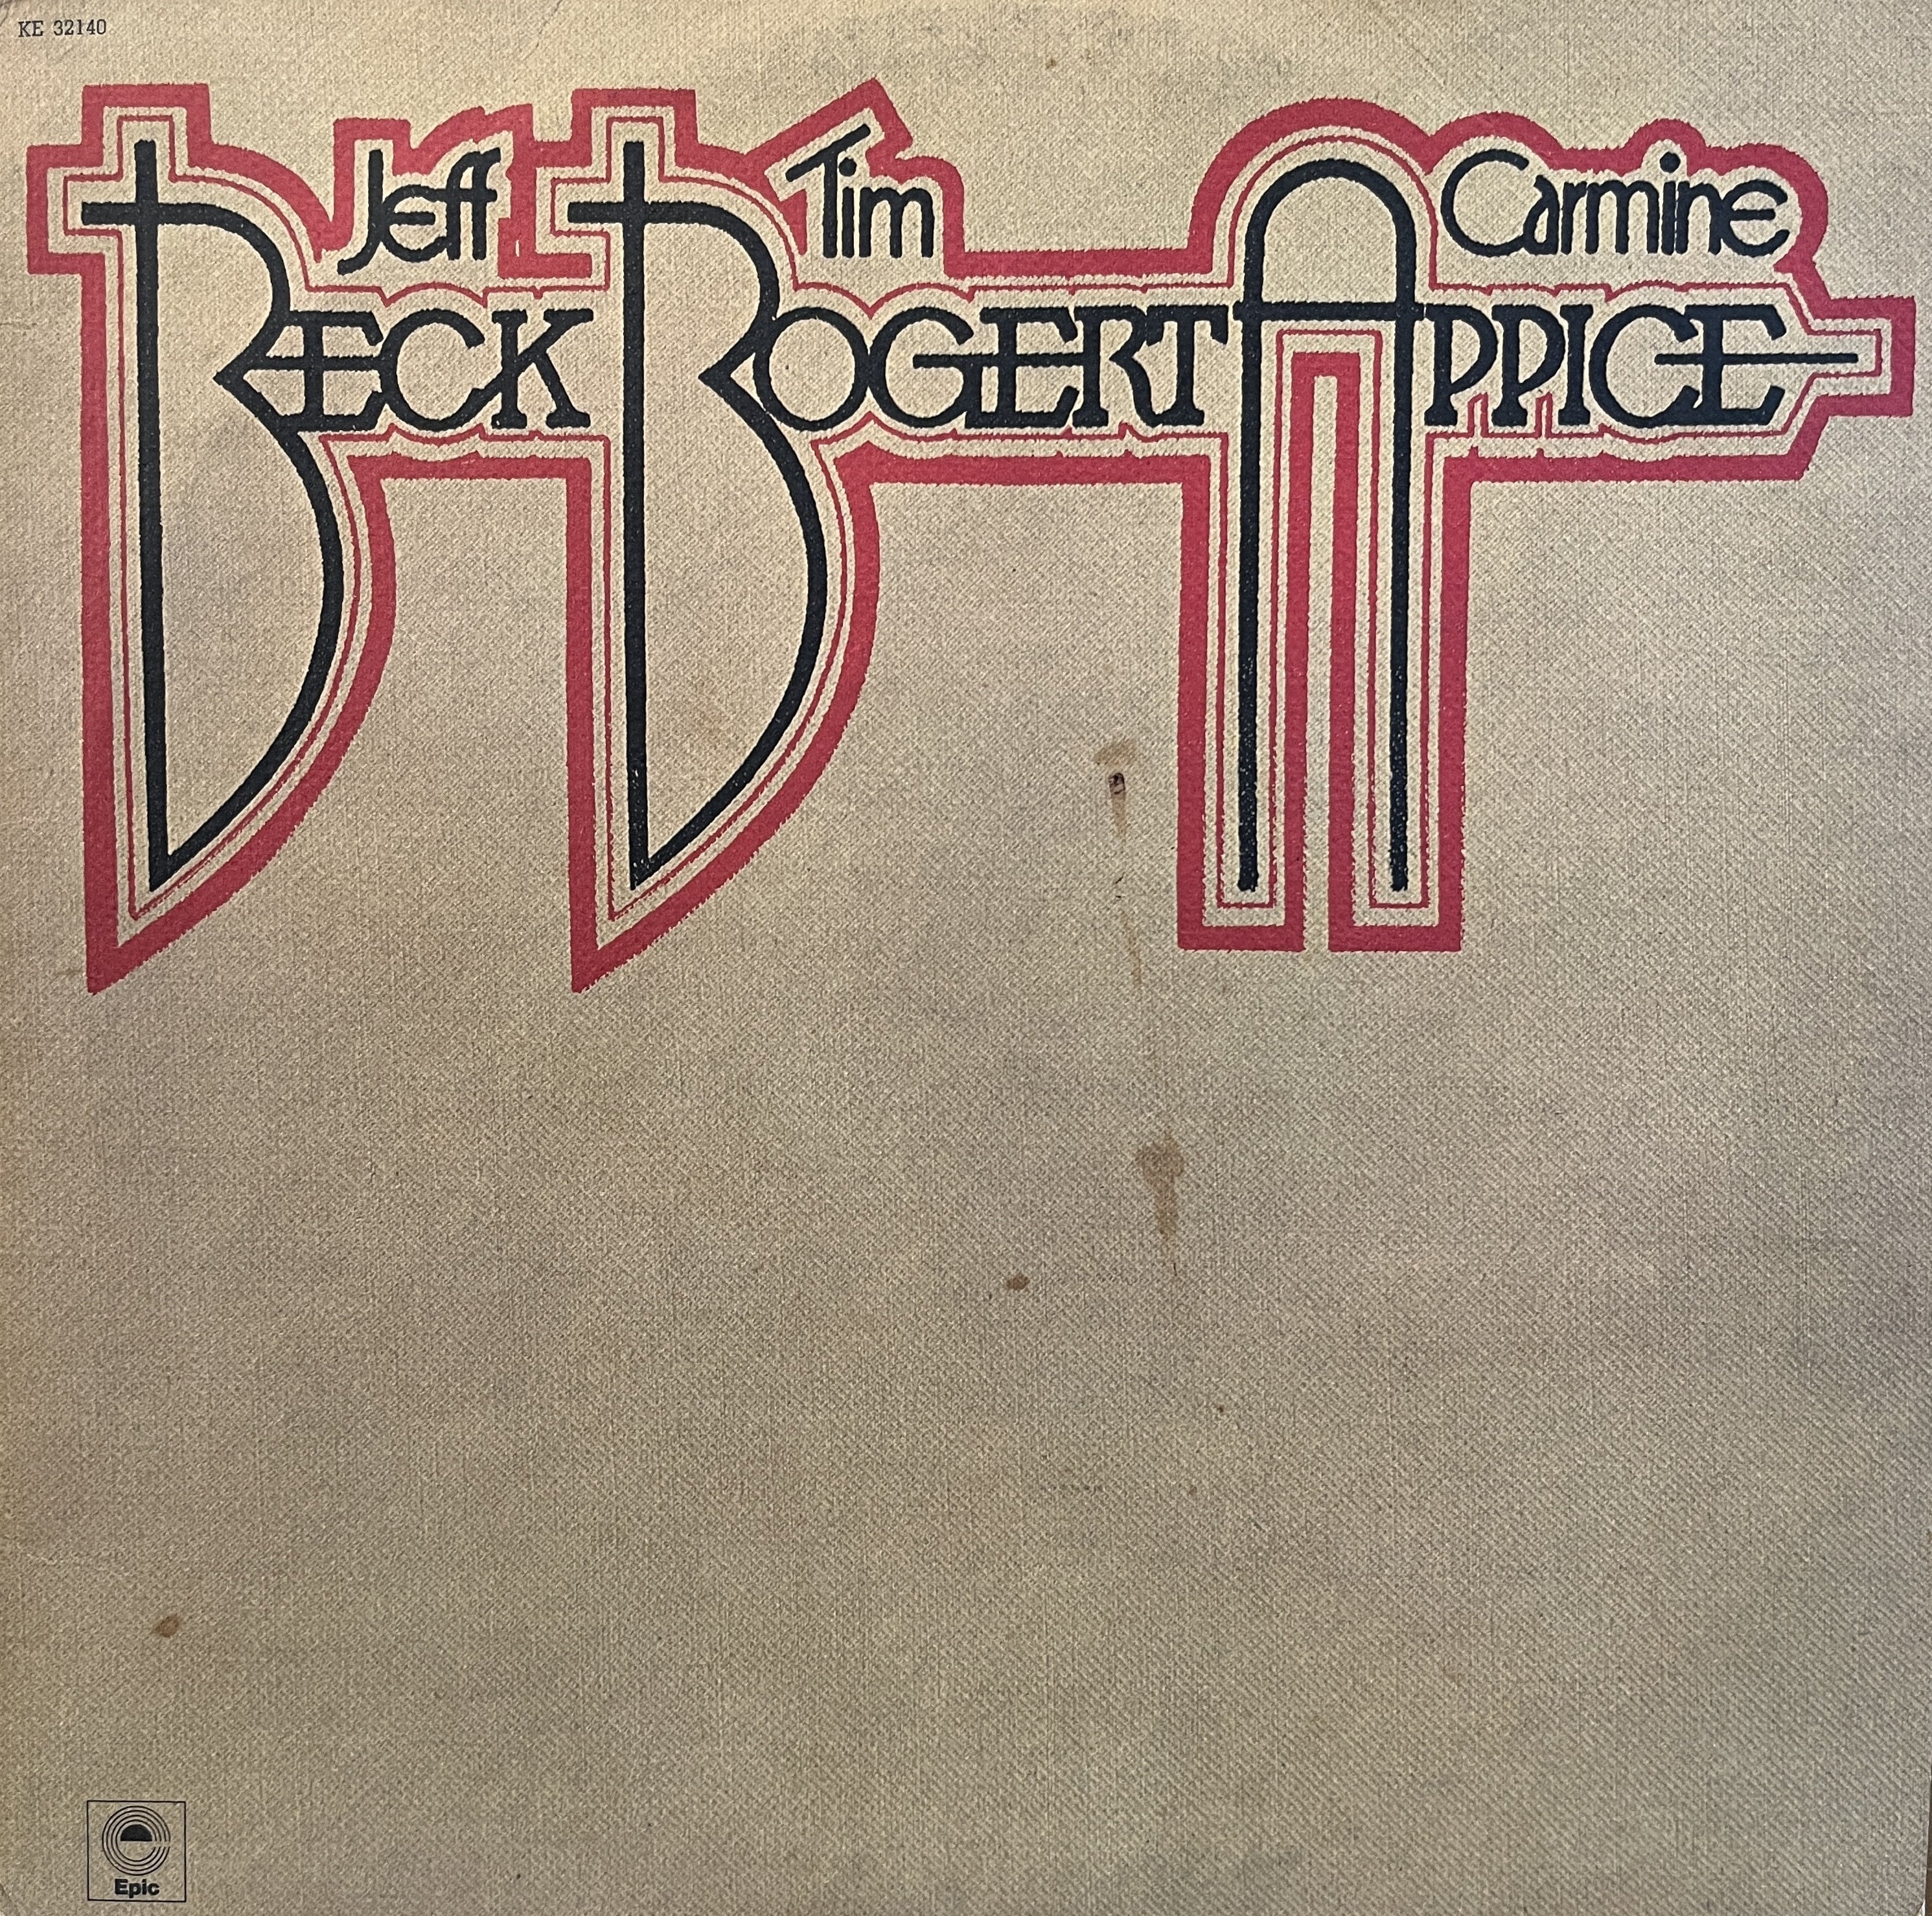 KE 32140
Jeff Tim Carmine
BECK BOGERT APPICE
Epic